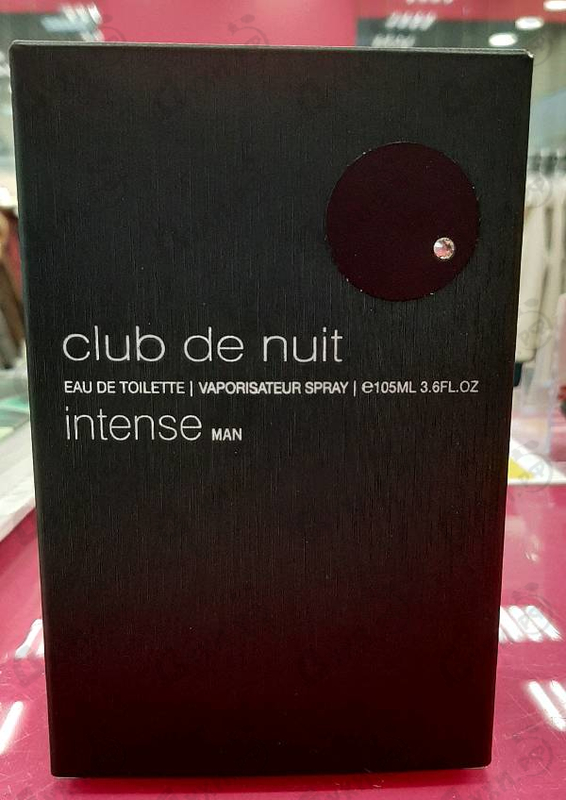 club de nuit
EAU DE TOILETTE | VAPORISATEUR SPRAY | ℮105ML 3.6FL.OZ
intense MAN